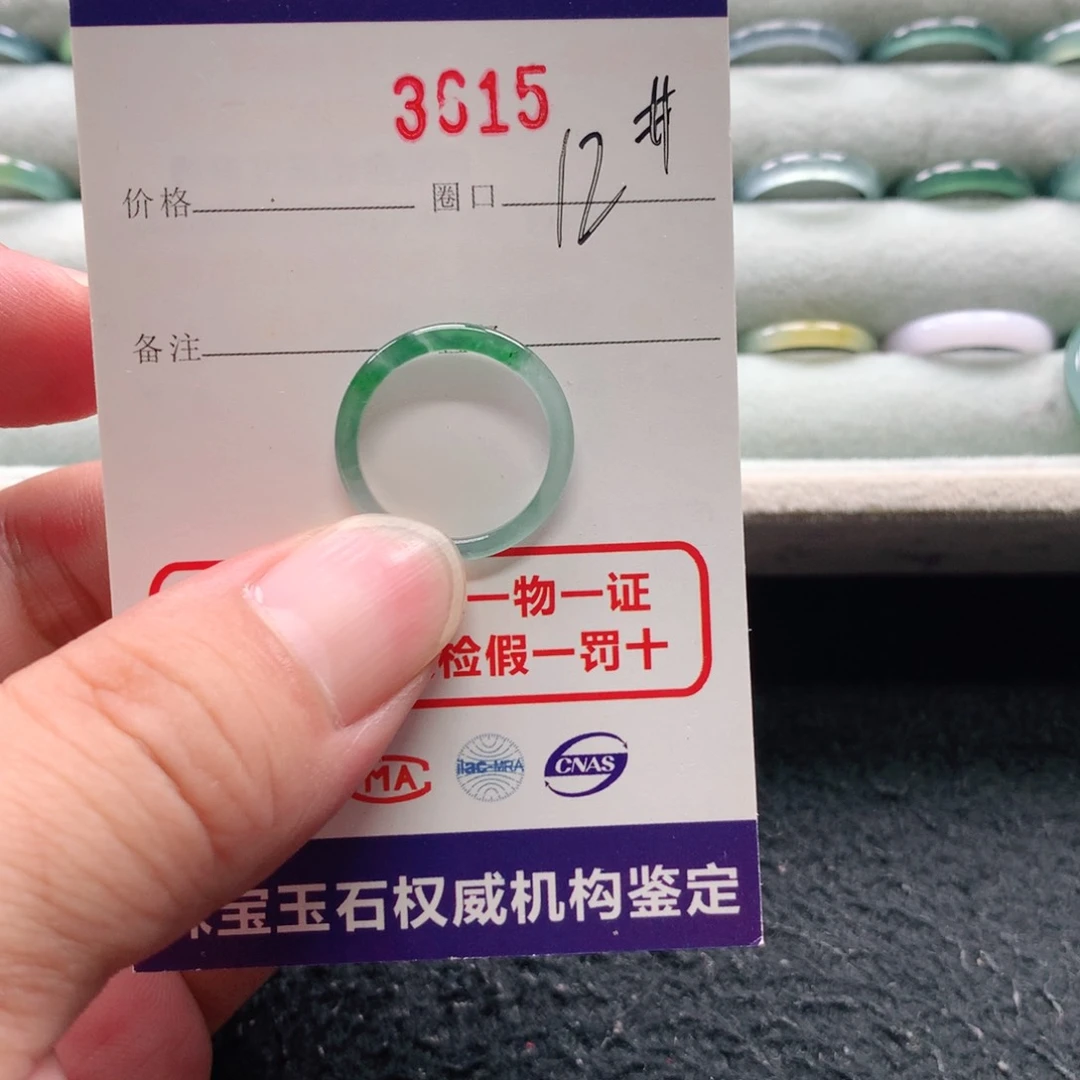 3615
价格 圈口 12#
备注
一物一证
检假一罚十
MA ilac-MRA CNAS
宝玉石权威机构鉴定